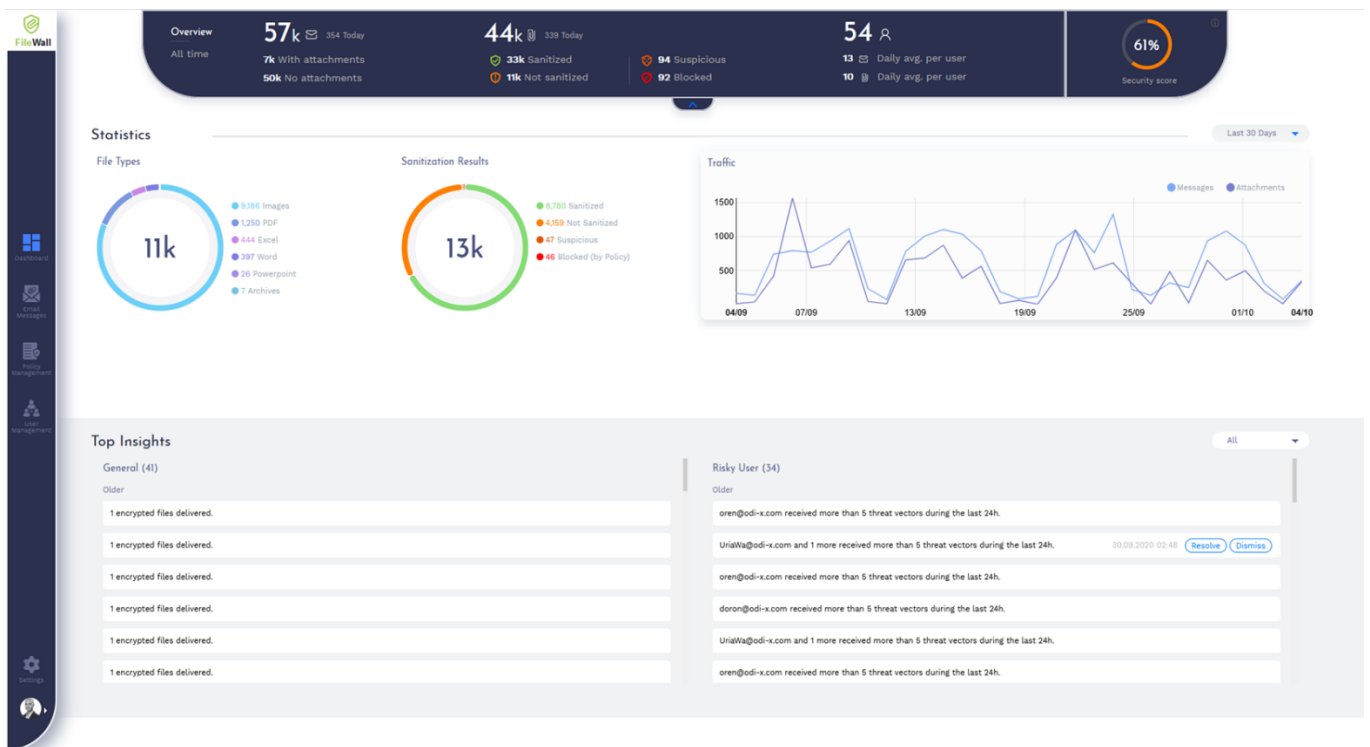 FileWall
Overview
All time
57k 354 Today
7k With attachments
50k No attachments
44k 339 Today
33k Sanitized
11k Not sanitized
94 Suspicious
92 Blocked
54
13 Daily avg. per user
10 Daily avg. per user
61%
Security score
Statistics
Last 30 Days
File Types
11k
9,186 Images
1,250 PDF
444 Excel
397 Word
26 Powerpoint
7 Archives
Sanitization Results
13k
8,780 Sanitized
4,159 Not Sanitized
47 Suspicious
46 Blocked (by Policy)
Traffic
Messages Attachments
1500
1000
500
04/09 07/09 13/09 19/09 25/09 01/10 04/10
Dashboard
Email
Messages
Policy
Management
User
Management
Settings
Top Insights
All
General (41)
Older
1 encrypted files delivered.
1 encrypted files delivered.
1 encrypted files delivered.
1 encrypted files delivered.
1 encrypted files delivered.
1 encrypted files delivered.
Risky User (34)
Older
oren@odi-x.com received more than 5 threat vectors during the last 24h.
UriaWa@odi-x.com and 1 more received more than 5 threat vectors during the last 24h. 30.09.2020 02:48 Resolve Dismiss
oren@odi-x.com received more than 5 threat vectors during the last 24h.
doron@odi-x.com received more than 5 threat vectors during the last 24h.
UriaWa@odi-x.com and 1 more received more than 5 threat vectors during the last 24h.
oren@odi-x.com received more than 5 threat vectors during the last 24h.